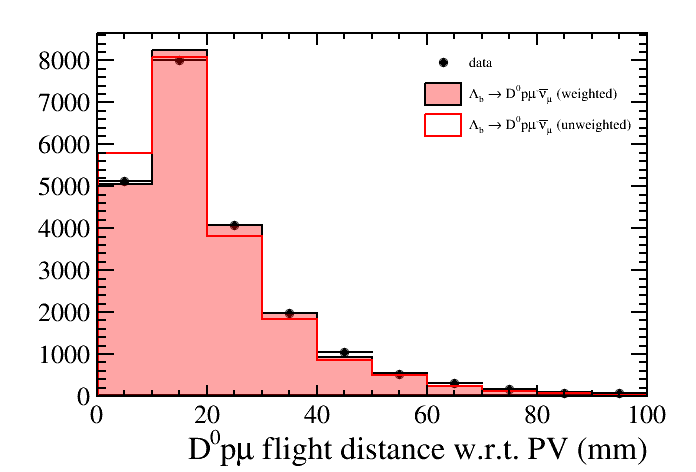 data
Λb → D⁰pμ ν̄μ (weighted)
Λb → D⁰pμ ν̄μ (unweighted)
8000
7000
6000
5000
4000
3000
2000
1000
0
0 20 40 60 80 100
D⁰pμ flight distance w.r.t. PV (mm)